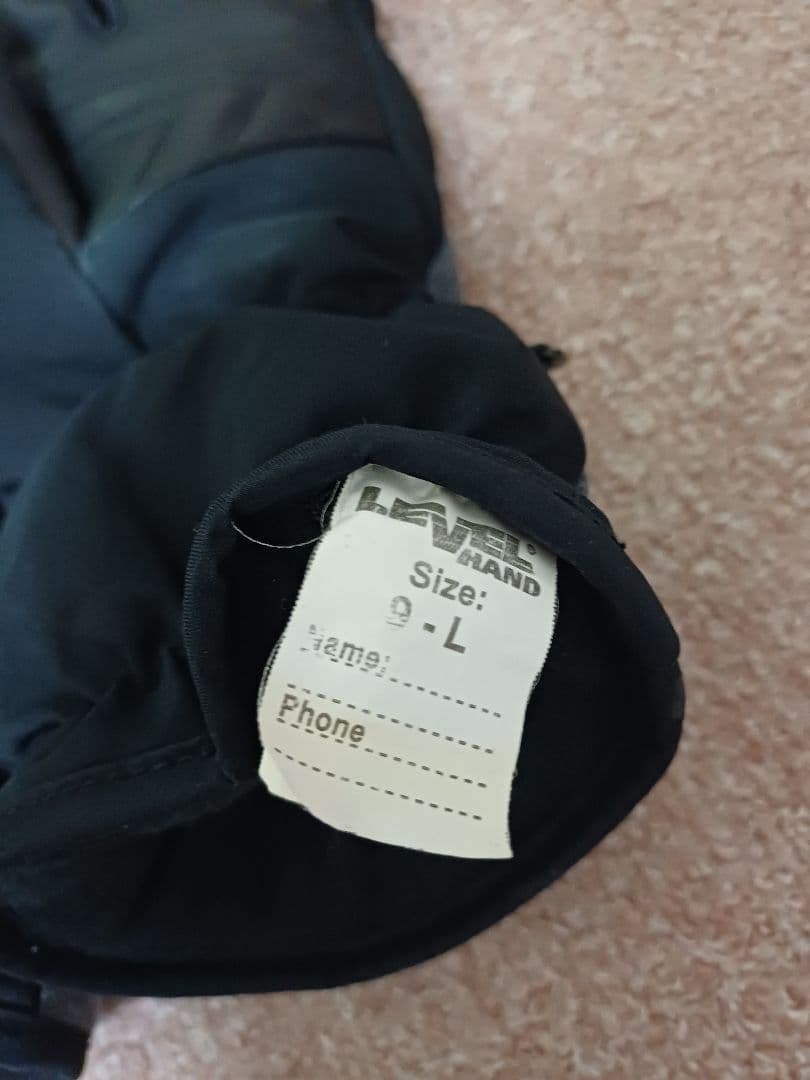 LEVEL®
HAND
Size:
9 - L
Name:
Phone